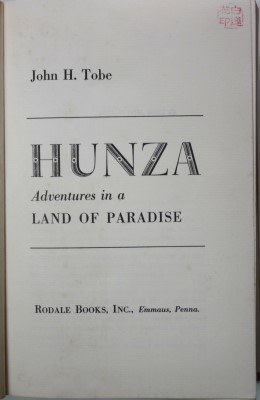 John H. Tobe
HUNZA
Adventures in a
LAND OF PARADISE
RODALE BOOKS, INC., Emmaus, Penna.